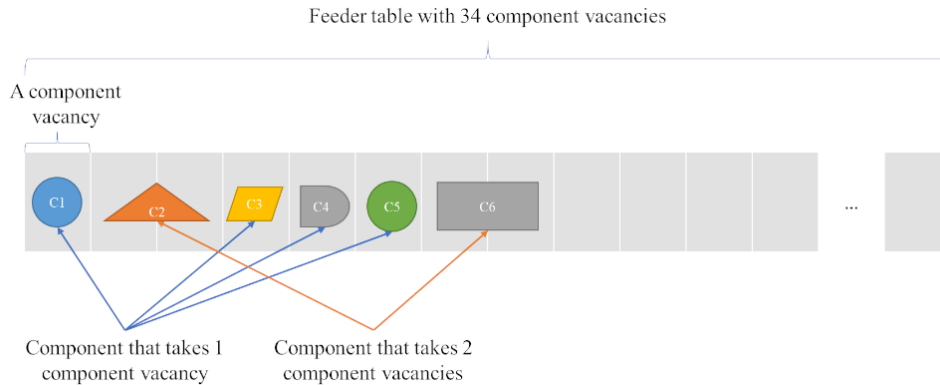 Feeder table with 34 component vacancies
A component
vacancy
C1
C2
C3
C4
C5
C6
...
Component that takes 1
component vacancy
Component that takes 2
component vacancies